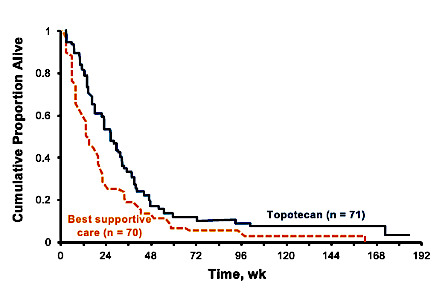 Cumulative Proportion Alive
1
0.8
0.6
0.4
0.2
0
Topotecan (n = 71)
Best supportive
care (n = 70)
0 24 48 72 96 120 144 168 192
Time, wk